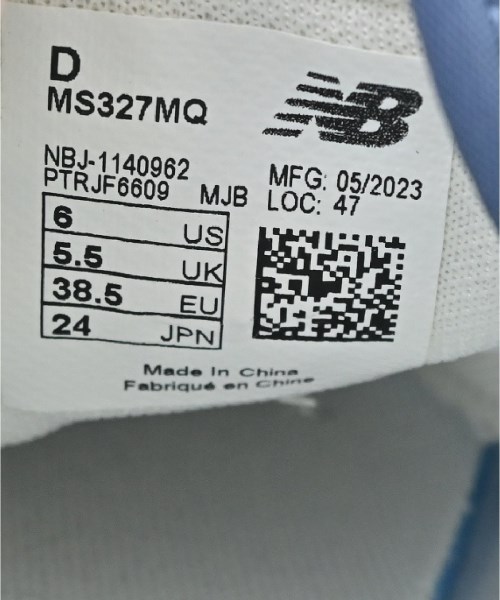 D
MS327MQ
NB
NBJ-1140962
PTRJF6609 MJB
MFG: 05/2023
LOC: 47
6 US
5.5 UK
38.5 EU
24 JPN
Made In China
Fabriqué en Chine